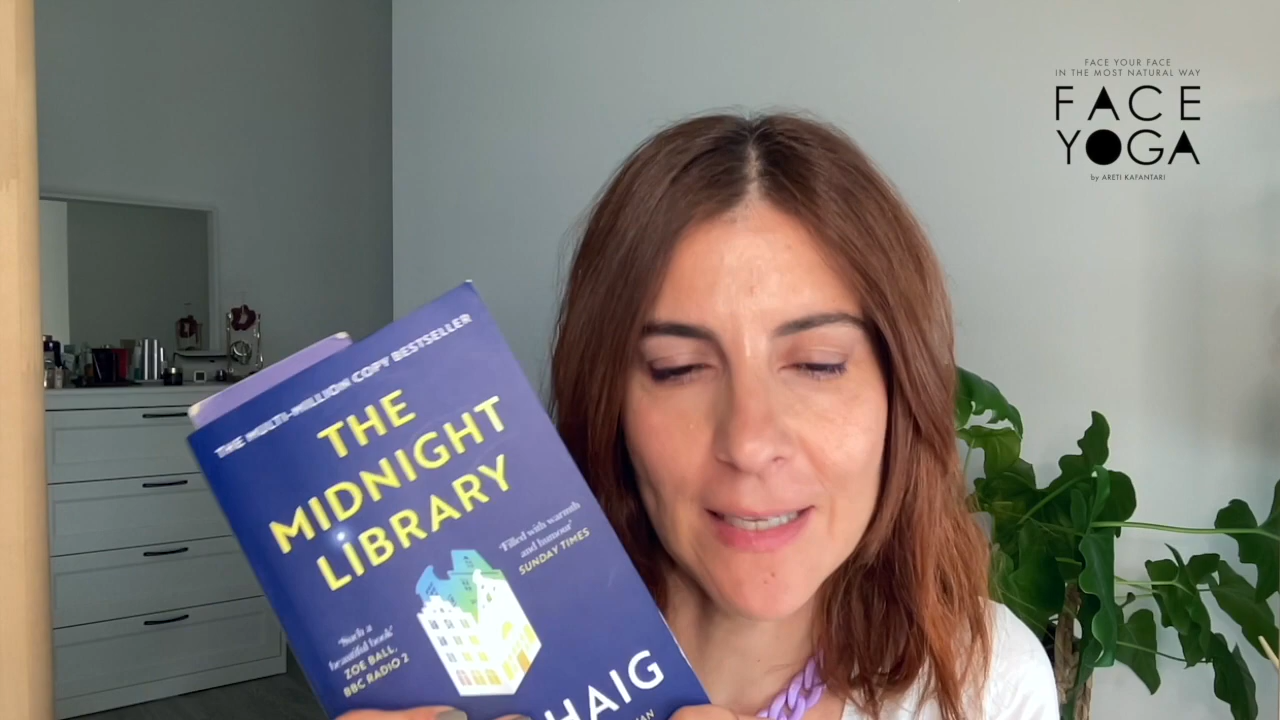 FACE YOUR FACE
IN THE MOST NATURAL WAY
FACE
YOGA
by ARETI KAFANTARI
THE MULTI-MILLION COPY BESTSELLER
THE
MIDNIGHT
LIBRARY
'Filled with warmth
and humour'
SUNDAY TIMES
'Such a
beautiful book'
ZOE BALL,
BBC RADIO 2
HAIG